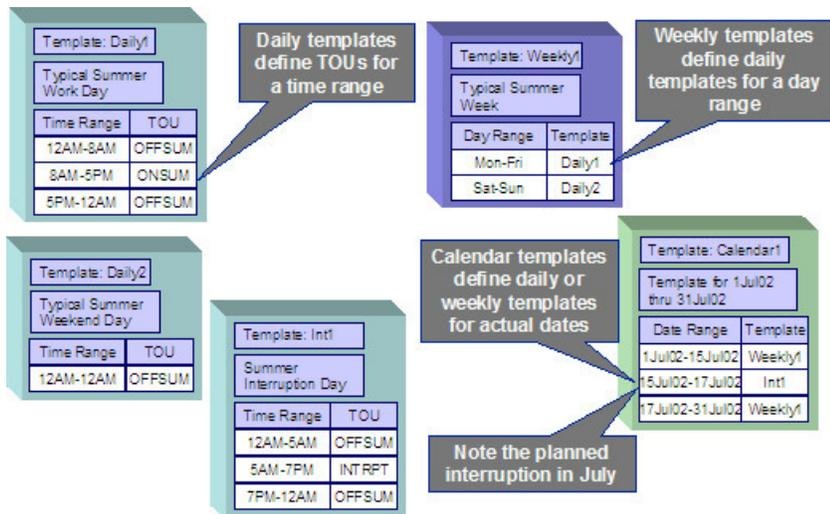 Template: Daily1
Typical Summer
Work Day
Time Range TOU
12AM-8AM OFFSUM
8AM-5PM ONSUM
5PM-12AM OFFSUM
Daily templates
define TOUs for
a time range
Template: Weekly1
Typical Summer
Week
Day Range Template
Mon-Fri Daily1
Sat-Sun Daily2
Weekly templates
define daily
templates for a day
range
Template: Daily2
Typical Summer
Weekend Day
Time Range TOU
12AM-12AM OFFSUM
Template: Int1
Summer
Interruption Day
Time Range TOU
12AM-5AM OFFSUM
5AM-7PM INTRPT
7PM-12AM OFFSUM
Calendar templates
define daily or
weekly templates
for actual dates
Template: Calendar1
Template for 1Jul02
thru 31Jul02
Date Range Template
1Jul02-15Jul02 Weekly1
15Jul02-17Jul02 Int1
17Jul02-31Jul02 Weekly1
Note the planned
interruption in July